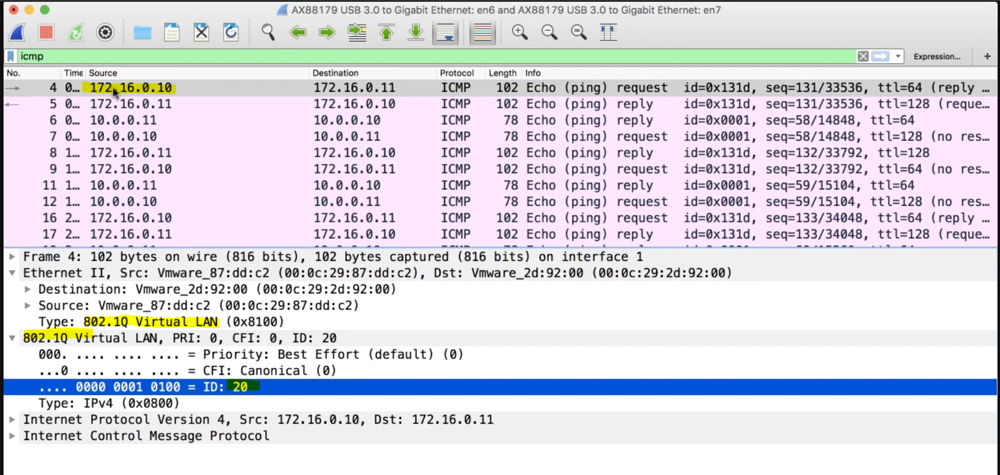 AX88179 USB 3.0 to Gigabit Ethernet: en6 and AX88179 USB 3.0 to Gigabit Ethernet: en7
icmp Expression... +
No. Time Source Destination Protocol Length Info
4 0... 172.16.0.10 172.16.0.11 ICMP 102 Echo (ping) request id=0x131d, seq=131/33536, ttl=64 (reply ...
5 0... 172.16.0.11 172.16.0.10 ICMP 102 Echo (ping) reply id=0x131d, seq=131/33536, ttl=128 (reque...
6 0... 10.0.0.11 10.0.0.10 ICMP 78 Echo (ping) reply id=0x0001, seq=58/14848, ttl=64
7 0... 10.0.0.10 10.0.0.11 ICMP 78 Echo (ping) request id=0x0001, seq=58/14848, ttl=128 (no res...
8 1... 172.16.0.11 172.16.0.10 ICMP 102 Echo (ping) reply id=0x131d, seq=132/33792, ttl=128
9 1... 172.16.0.10 172.16.0.11 ICMP 102 Echo (ping) request id=0x131d, seq=132/33792, ttl=64 (no res...
11 1... 10.0.0.11 10.0.0.10 ICMP 78 Echo (ping) reply id=0x0001, seq=59/15104, ttl=64
12 1... 10.0.0.10 10.0.0.11 ICMP 78 Echo (ping) request id=0x0001, seq=59/15104, ttl=128 (no res...
16 2... 172.16.0.10 172.16.0.11 ICMP 102 Echo (ping) request id=0x131d, seq=133/34048, ttl=64 (reply ...
17 2... 172.16.0.11 172.16.0.10 ICMP 102 Echo (ping) reply id=0x131d, seq=133/34048, ttl=128 (reque...
Frame 4: 102 bytes on wire (816 bits), 102 bytes captured (816 bits) on interface 1
Ethernet II, Src: Vmware_87:dd:c2 (00:0c:29:87:dd:c2), Dst: Vmware_2d:92:00 (00:0c:29:2d:92:00)
Destination: Vmware_2d:92:00 (00:0c:29:2d:92:00)
Source: Vmware_87:dd:c2 (00:0c:29:87:dd:c2)
Type: 802.1Q Virtual LAN (0x8100)
802.1Q Virtual LAN, PRI: 0, CFI: 0, ID: 20
000. .... .... .... = Priority: Best Effort (default) (0)
...0 .... .... .... = CFI: Canonical (0)
.... 0000 0001 0100 = ID: 20
Type: IPv4 (0x0800)
Internet Protocol Version 4, Src: 172.16.0.10, Dst: 172.16.0.11
Internet Control Message Protocol